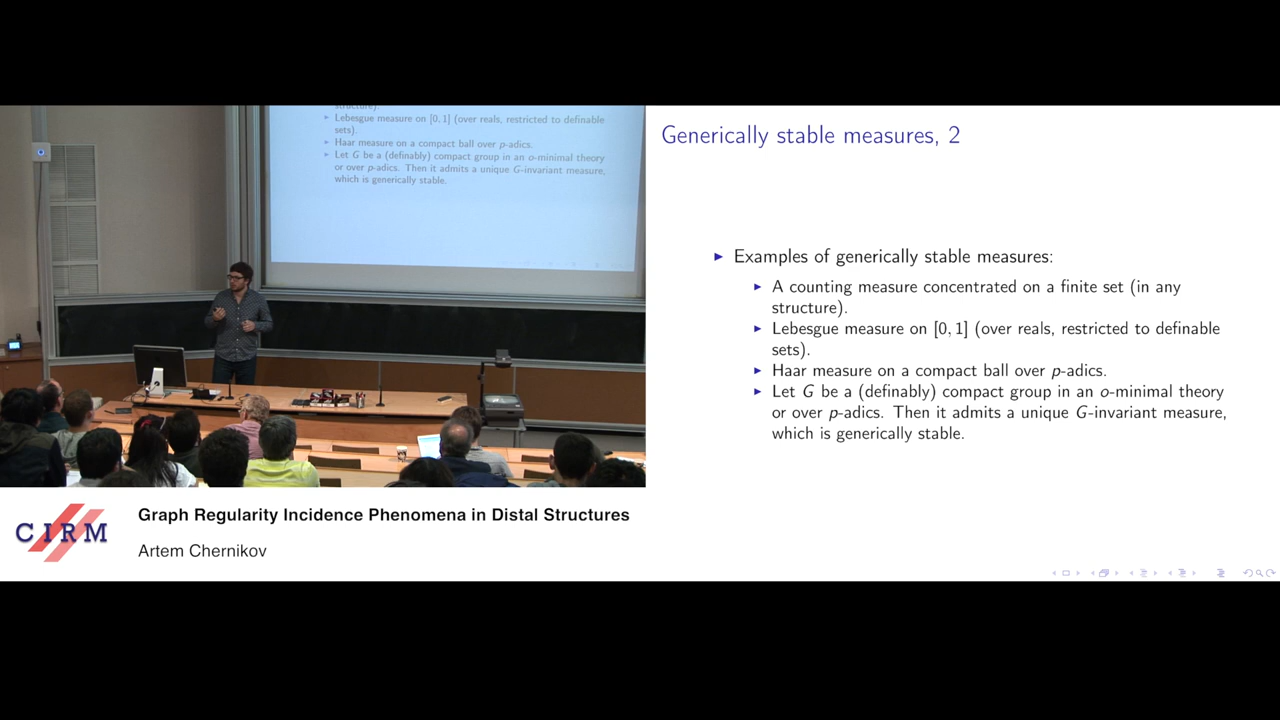 structure).
▸ Lebesgue measure on [0, 1] (over reals, restricted to definable
sets).
▸ Haar measure on a compact ball over p-adics.
▸ Let G be a (definably) compact group in an o-minimal theory
or over p-adics. Then it admits a unique G-invariant measure,
which is generically stable.
Generically stable measures, 2
▸ Examples of generically stable measures:
▸ A counting measure concentrated on a finite set (in any
structure).
▸ Lebesgue measure on [0, 1] (over reals, restricted to definable
sets).
▸ Haar measure on a compact ball over p-adics.
▸ Let G be a (definably) compact group in an o-minimal theory
or over p-adics. Then it admits a unique G-invariant measure,
which is generically stable.
CIRM
Graph Regularity Incidence Phenomena in Distal Structures
Artem Chernikov